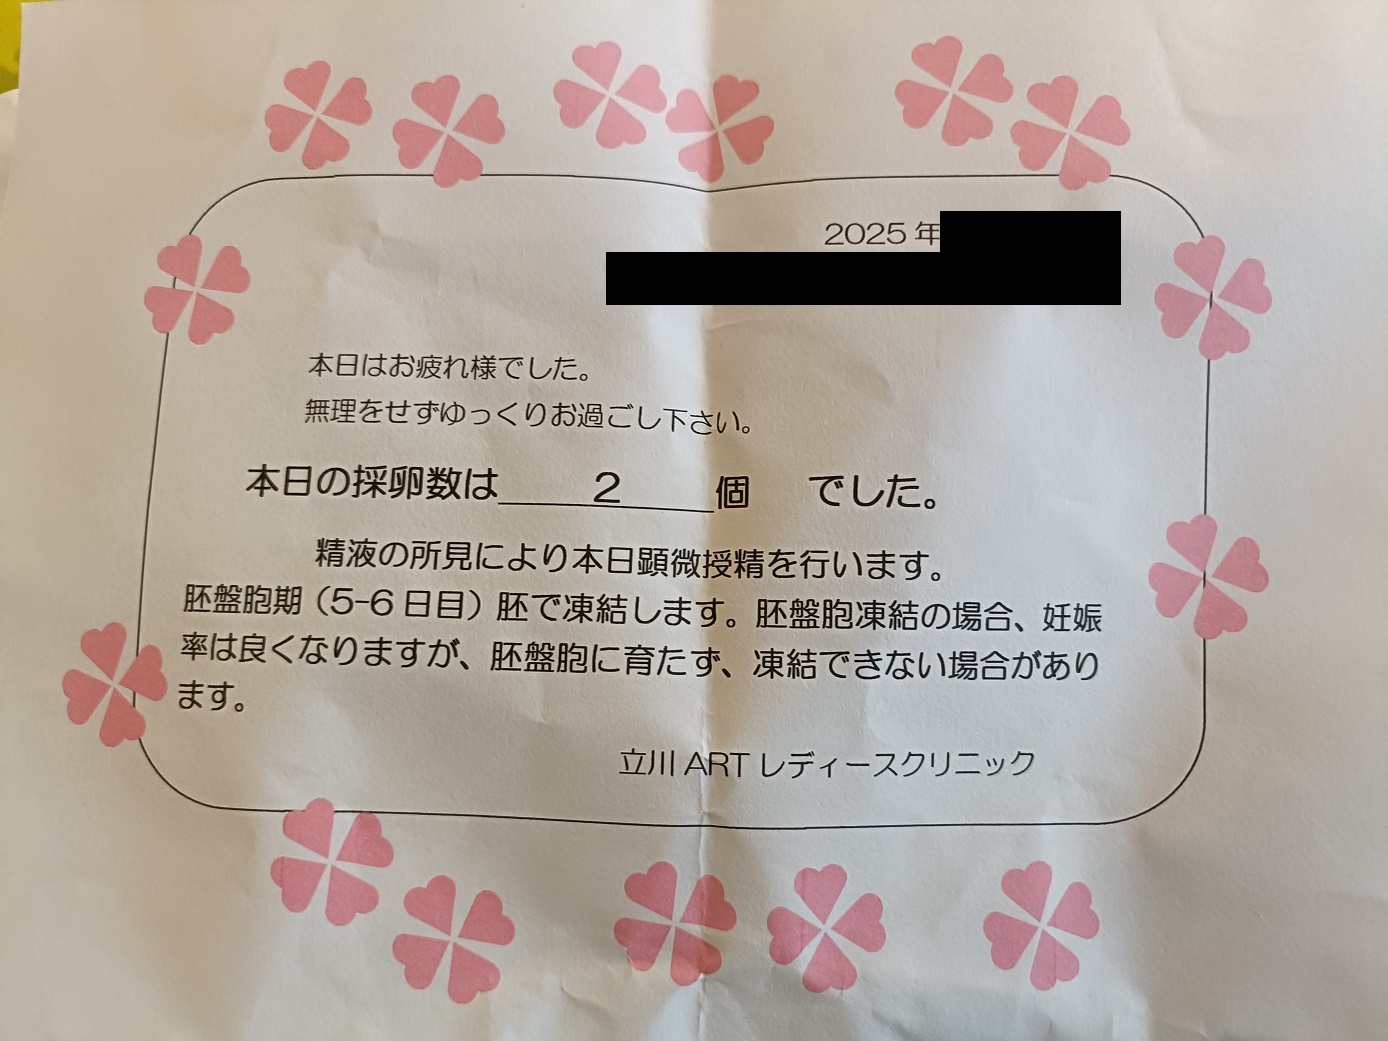 2025 年
本日はお疲れ様でした。
無理をせずゆっくりお過ごし下さい。
本日の採卵数は 2 個 でした。
精液の所見により本日顕微授精を行います。
胚盤胞期（5-6 日目）胚で凍結します。胚盤胞凍結の場合、妊娠
率は良くなりますが、胚盤胞に育たず、凍結できない場合があり
ます。
立川 ART レディースクリニック